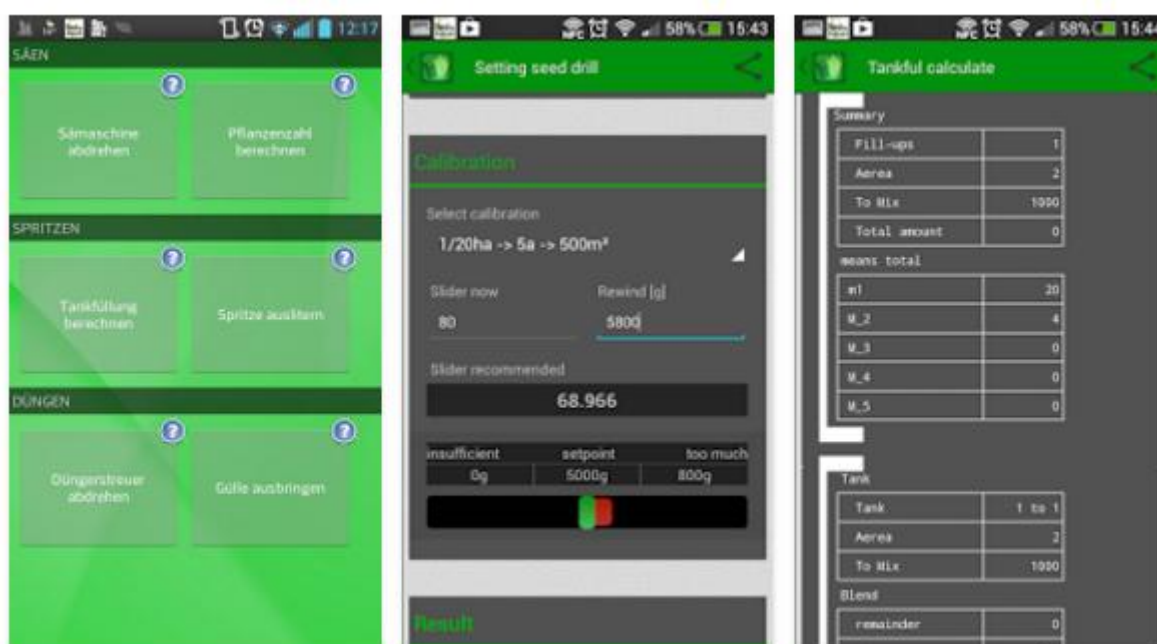 12:17
SÄEN
Sämaschine
abdrehen
Pflanzenzahl
berechnen
SPRITZEN
Tankfüllung
berechnen
Spritze auslitern
DÜNGEN
Düngerstreuer
abdrehen
Gülle ausbringen
58% 15:43
Setting seed drill
Calibration
Select calibration
1/20ha -> 5a -> 500m²
Slider now Rewind [g]
80 5800
Slider recommended
68.966
insufficient setpoint too much
0g 5000g 800g
Result
58% 15:44
Tankful calculate
Summary
Fill-ups 1
Aerea 2
To Mix 1000
Total amount 0
means total
m1 20
M_2 4
M_3 0
M_4 0
M_5 0
Tank
Tank 1 to 1
Aerea 2
To Mix 1000
Blend
remainder 0